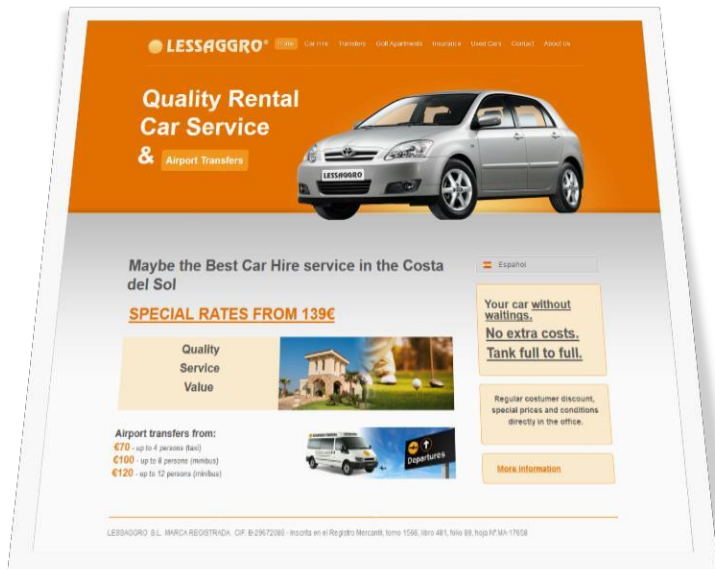 LESSAGGRO®
Home Car Hire Transfers Golf Apartments Insurance Used Cars Contact About Us
Quality Rental
Car Service
& Airport Transfers
LESSAGGRO
Maybe the Best Car Hire service in the Costa
del Sol
SPECIAL RATES FROM 139€
Quality
Service
Value
Airport transfers from:
€70 - up to 4 persons (taxi)
€100 - up to 8 persons (minibus)
€120 - up to 12 persons (minibus)
Departures
Español
Your car without
waitings.
No extra costs.
Tank full to full.
Regular costumer discount,
special prices and conditions
directly in the office.
More information
LESSAGGRO S.L. MARCA REGISTRADA. CIF: - Inscrita en el Registro Mercantil, tomo libro 481, folio hoja Nº